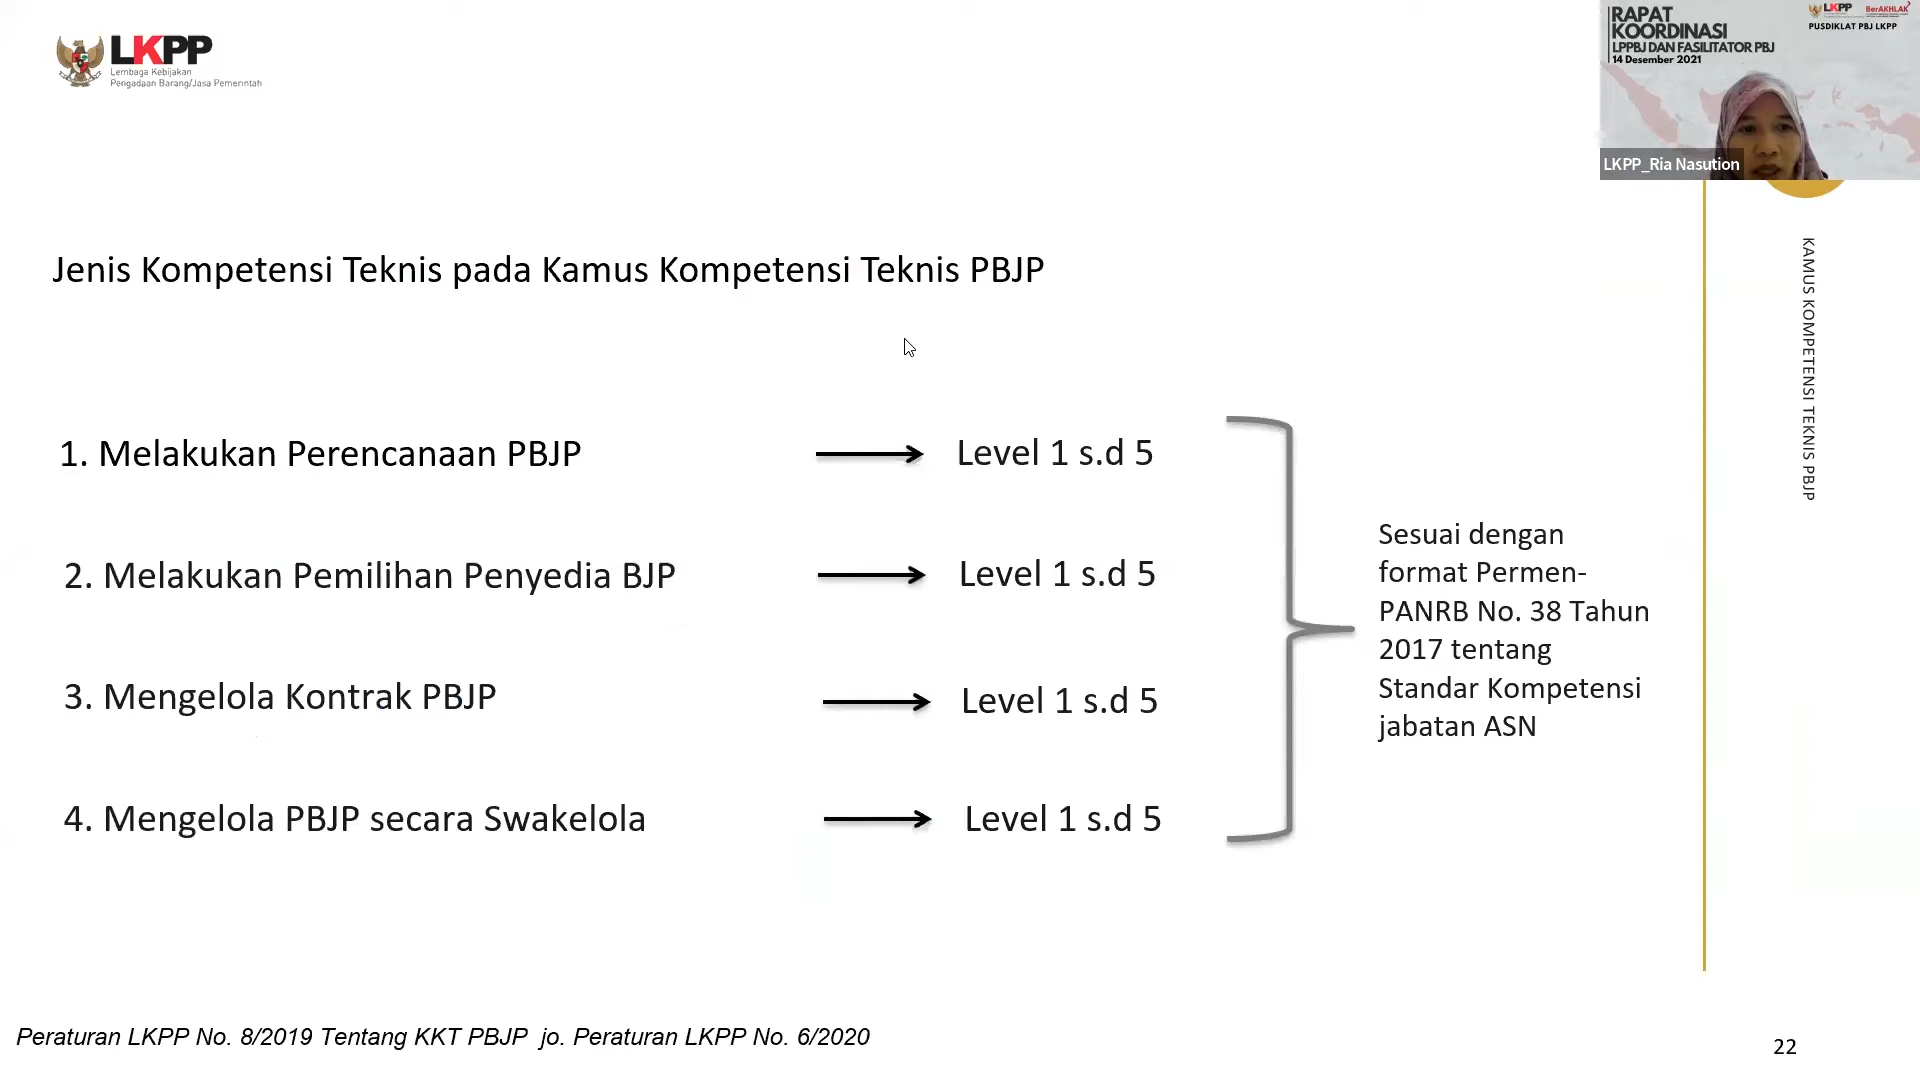 LKPP
Lembaga Kebijakan
Pengadaan Barang/Jasa Pemerintah
RAPAT
KOORDINASI
LPPBJ DAN FASILITATOR PBJ
14 Desember 2021
LKPP
BerAKHLAK
PUSDIKLAT PBJ LKPP
LKPP_Ria Nasution
KAMUS KOMPETENSI TEKNIS PBJP
Jenis Kompetensi Teknis pada Kamus Kompetensi Teknis PBJP
1. Melakukan Perencanaan PBJP
Level 1 s.d 5
2. Melakukan Pemilihan Penyedia BJP
Level 1 s.d 5
3. Mengelola Kontrak PBJP
Level 1 s.d 5
4. Mengelola PBJP secara Swakelola
Level 1 s.d 5
Sesuai dengan
format Permen-
PANRB No. 38 Tahun
2017 tentang
Standar Kompetensi
jabatan ASN
Peraturan LKPP No. 8/2019 Tentang KKT PBJP jo. Peraturan LKPP No. 6/2020
22